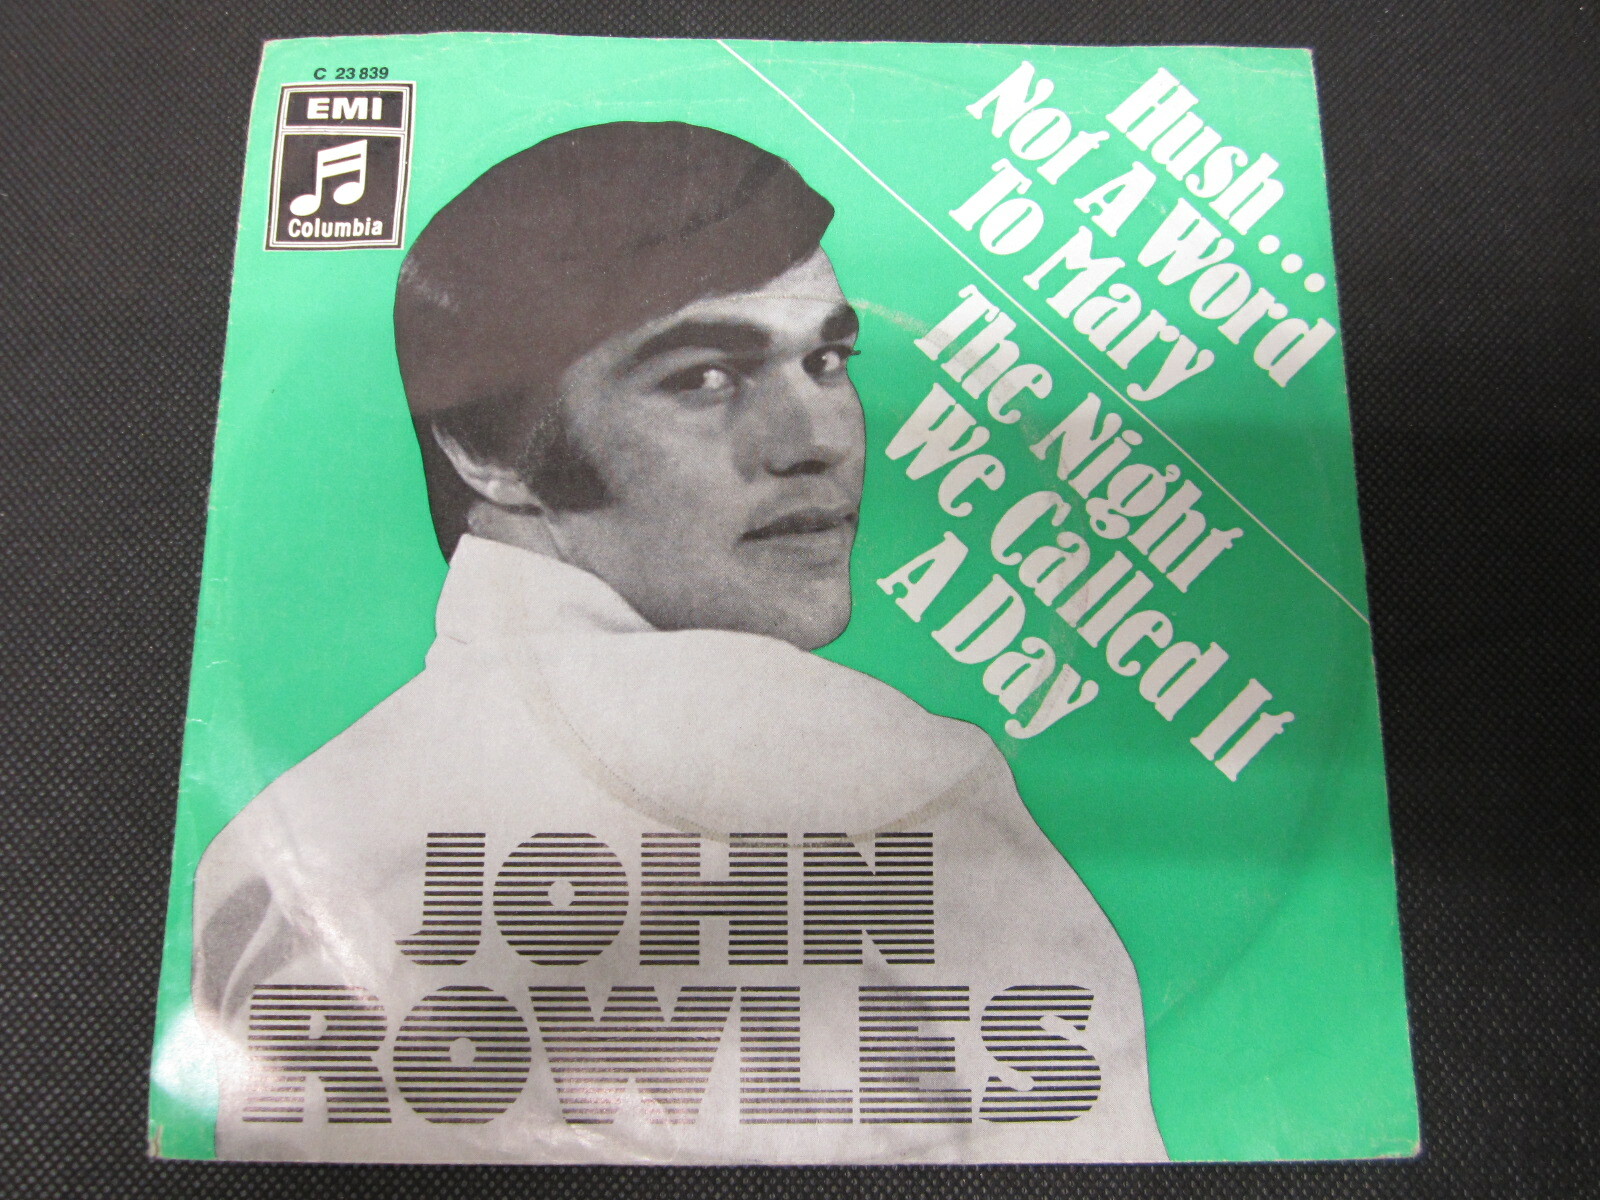 C 23 839
EMI
Columbia
Hush...
Not A Word
To Mary
The Night
We Called It
A Day
JOHN
ROWLES